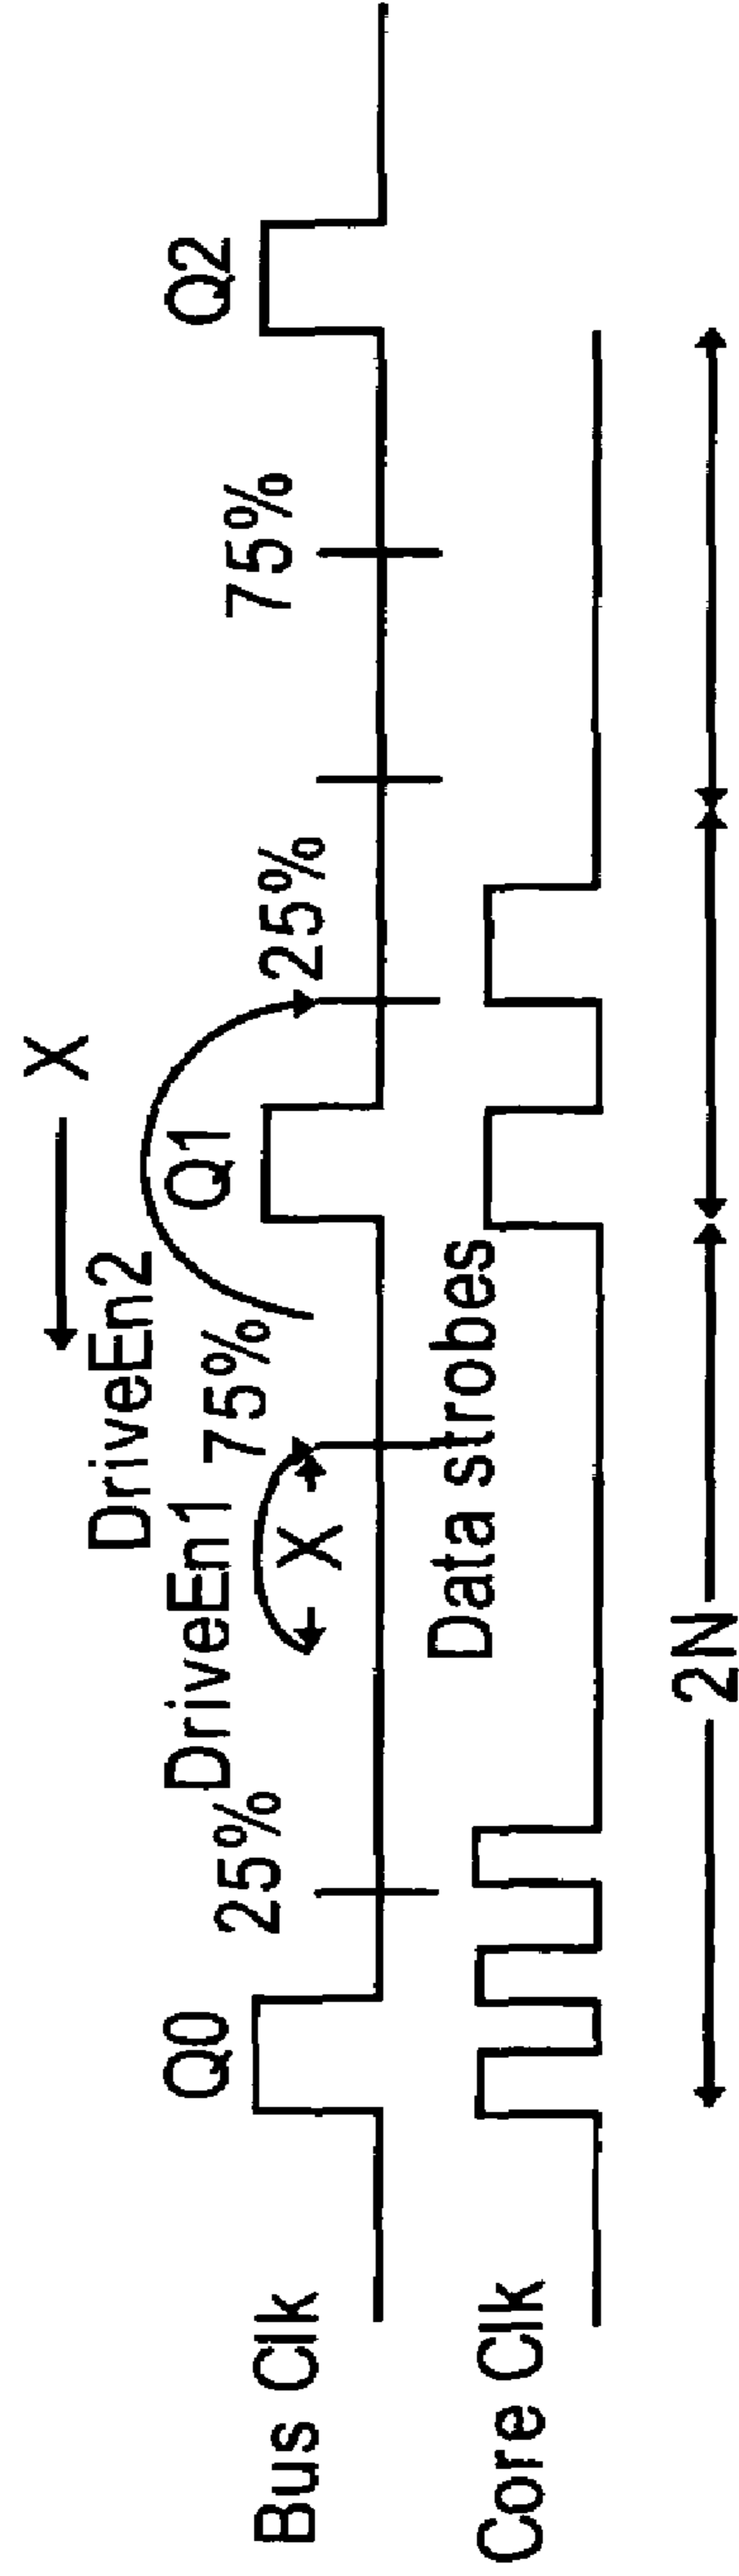 X
DriveEn2
Q0
25%
DriveEn1
75%
Q1
25%
75%
Q2
X
Bus Clk
Data strobes
Core Clk
2N